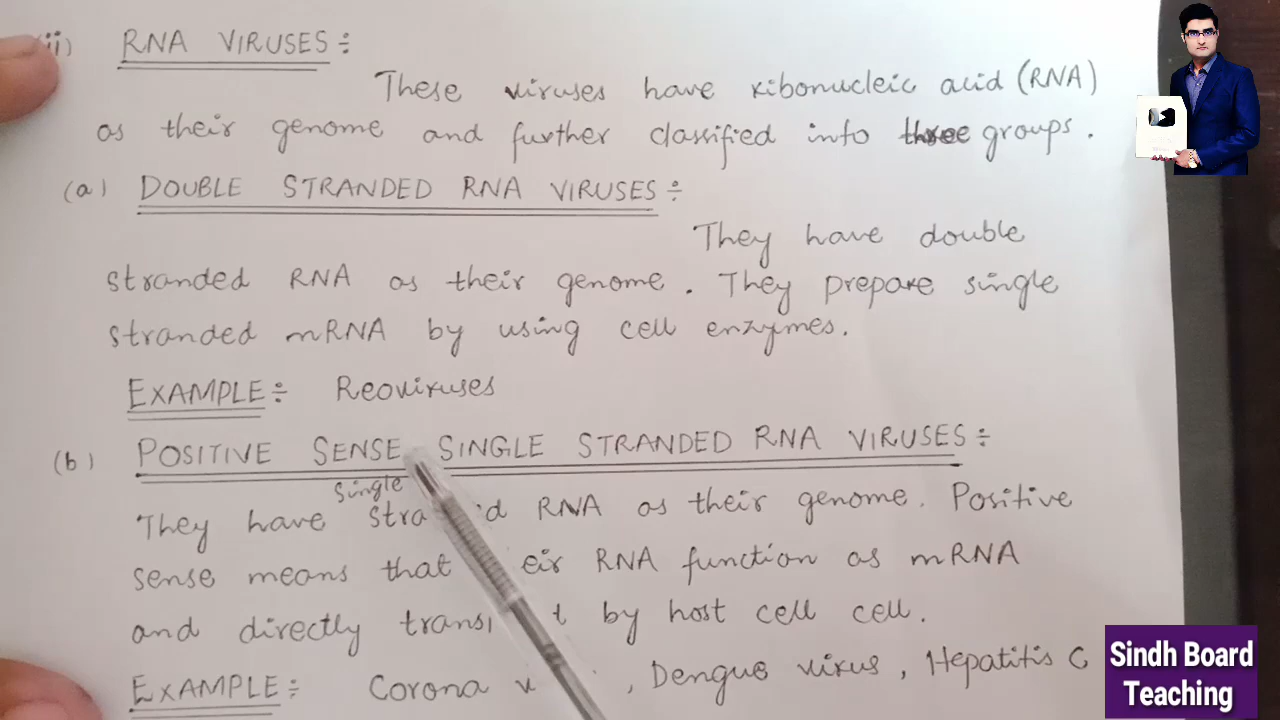 (ii) RNA VIRUSES ÷
These viruses have ribonucleic acid (RNA)
as their genome and further classified into three groups.
(a) DOUBLE STRANDED RNA VIRUSES ÷
They have double
stranded RNA as their genome. They prepare single
stranded mRNA by using cell enzymes.
EXAMPLE ÷ Reoviruses
(b) POSITIVE SENSE SINGLE STRANDED RNA VIRUSES ÷
single
They have RNA as their genome. Positive
sense means that RNA function as mRNA
and directly by host cell cell.
EXAMPLE ÷ Corona , Dengue virus, Hepatitis C
Sindh Board
Teaching